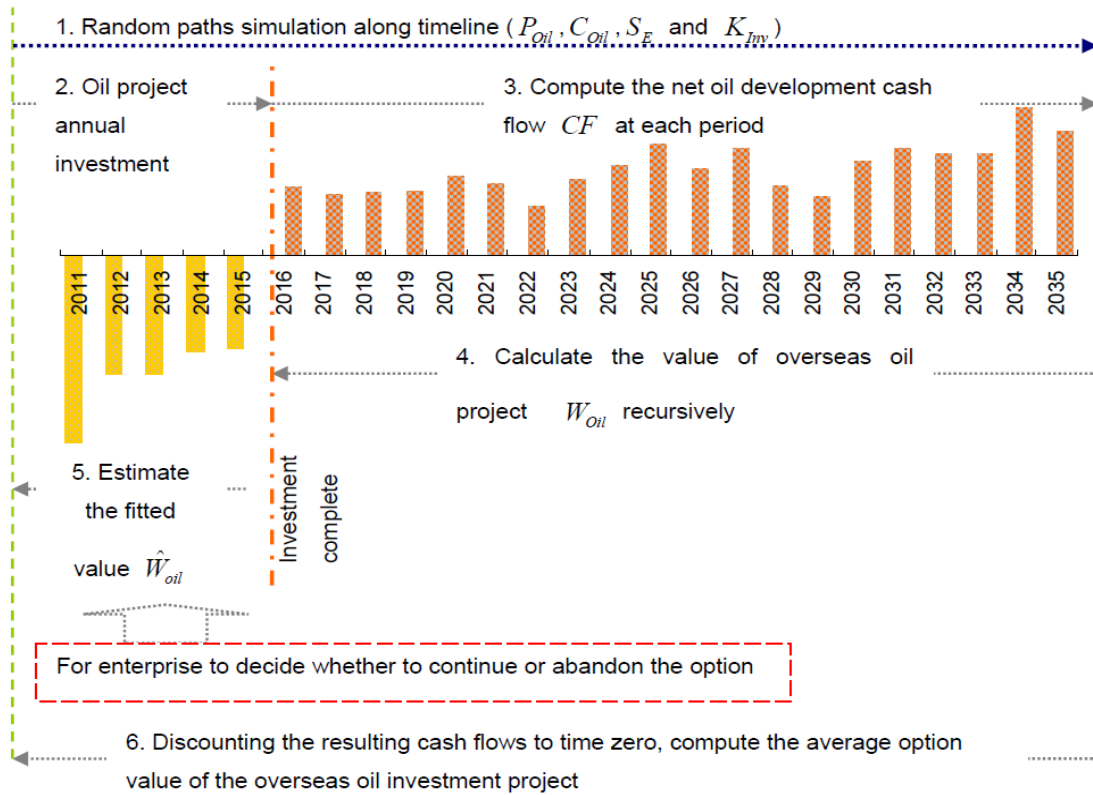 1. Random paths simulation along timeline ( P_Oil , C_Oil , S_E and K_Inv )
2. Oil project
annual
investment
3. Compute the net oil development cash
flow CF at each period
2011
2012
2013
2014
2015
2016
2017
2018
2019
2020
2021
2022
2023
2024
2025
2026
2027
2028
2029
2030
2031
2032
2033
2034
2035
4. Calculate the value of overseas oil
project W_Oil recursively
5. Estimate
the fitted
value Ŵ_oil
Investment
complete
For enterprise to decide whether to continue or abandon the option
6. Discounting the resulting cash flows to time zero, compute the average option
value of the overseas oil investment project